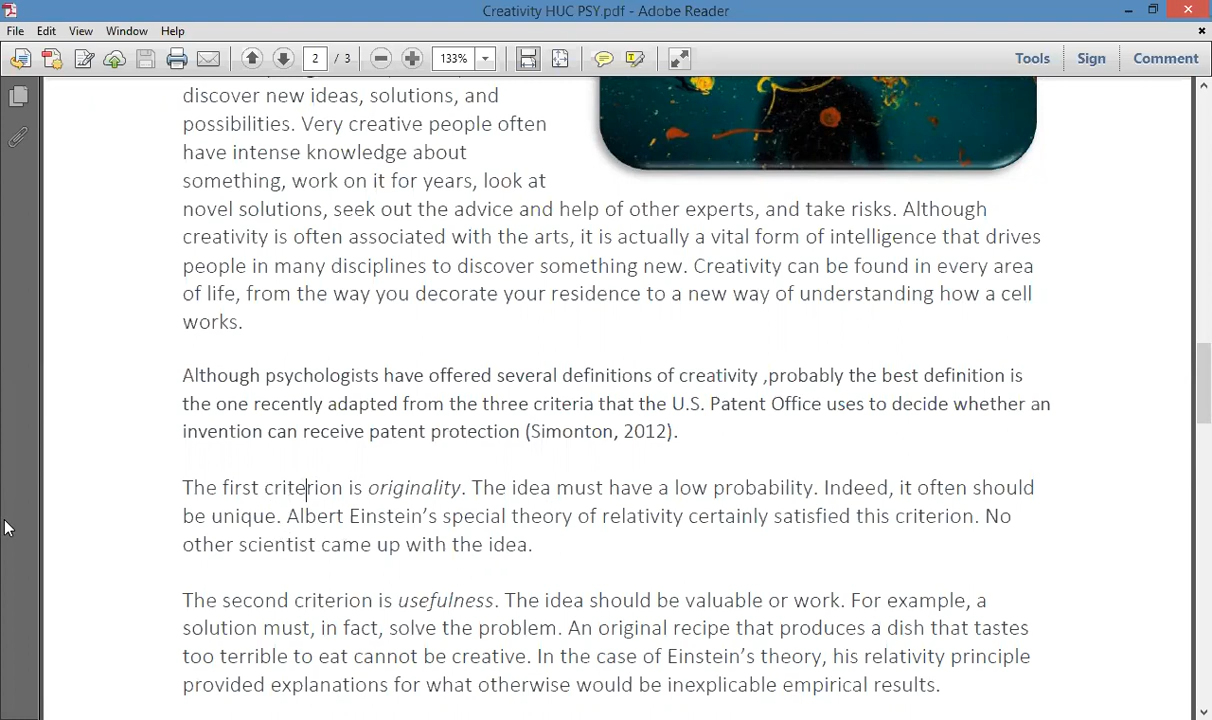 Creativity HUC PSY.pdf - Adobe Reader
File Edit View Window Help
2 / 3 133% Tools Sign Comment
discover new ideas, solutions, and
possibilities. Very creative people often
have intense knowledge about
something, work on it for years, look at
novel solutions, seek out the advice and help of other experts, and take risks. Although
creativity is often associated with the arts, it is actually a vital form of intelligence that drives
people in many disciplines to discover something new. Creativity can be found in every area
of life, from the way you decorate your residence to a new way of understanding how a cell
works.
Although psychologists have offered several definitions of creativity ,probably the best definition is
the one recently adapted from the three criteria that the U.S. Patent Office uses to decide whether an
invention can receive patent protection (Simonton, 2012).
The first criterion is originality. The idea must have a low probability. Indeed, it often should
be unique. Albert Einstein’s special theory of relativity certainly satisfied this criterion. No
other scientist came up with the idea.
The second criterion is usefulness. The idea should be valuable or work. For example, a
solution must, in fact, solve the problem. An original recipe that produces a dish that tastes
too terrible to eat cannot be creative. In the case of Einstein’s theory, his relativity principle
provided explanations for what otherwise would be inexplicable empirical results.